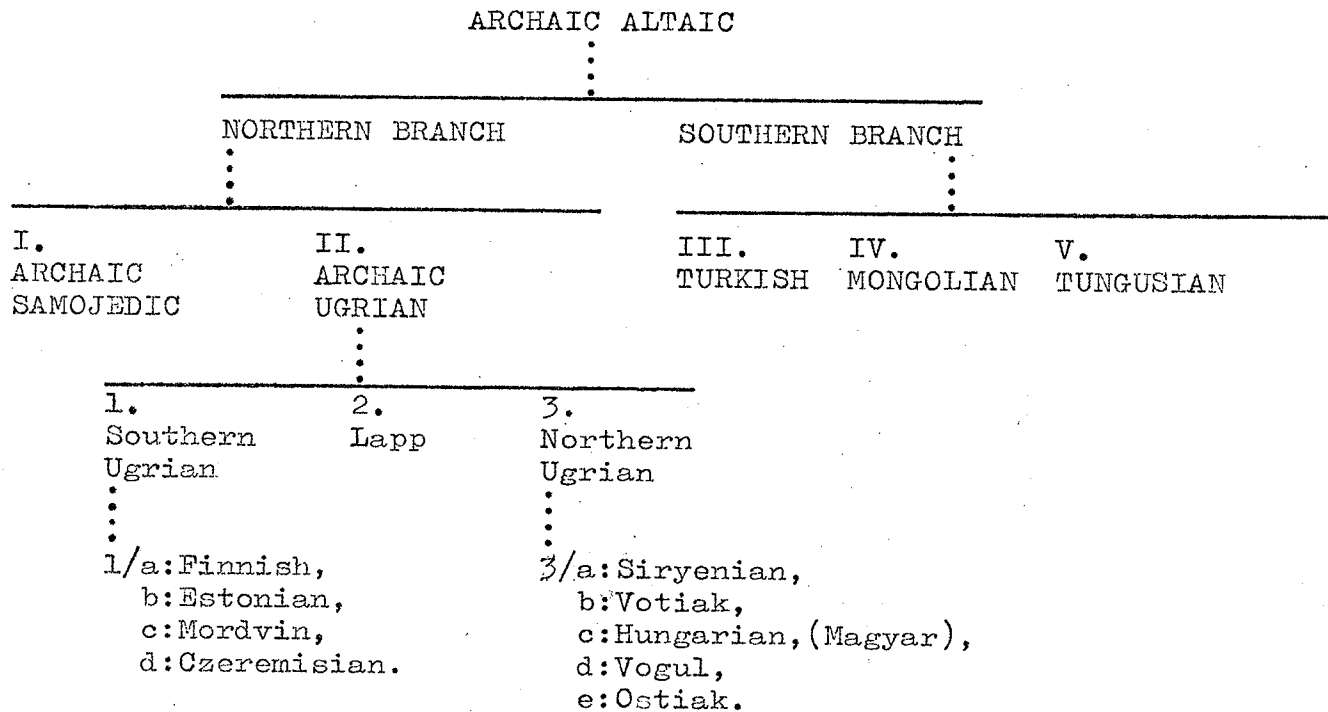 ARCHAIC ALTAIC
NORTHERN BRANCH SOUTHERN BRANCH
I. II. III. IV. V.
ARCHAIC ARCHAIC TURKISH MONGOLIAN TUNGUSIAN
SAMOJEDIC UGRIAN
1. 2. 3.
Southern Lapp Northern
Ugrian Ugrian
1/a:Finnish, 3/a:Siryenian,
b:Estonian, b:Votiak,
c:Mordvin, c:Hungarian,(Magyar),
d:Czeremisian. d:Vogul,
e:Ostiak.